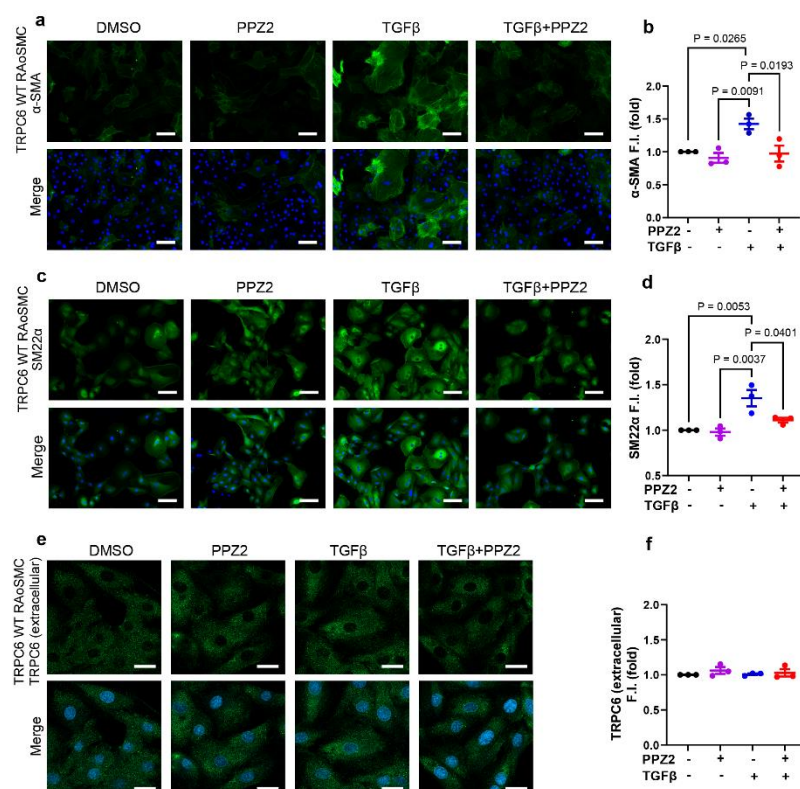 a
DMSO PPZ2 TGFβ TGFβ+PPZ2
TRPC6 WT RAoSMC
α-SMA
Merge
b
P = 0.0265
P = 0.0193
P = 0.0091
α-SMA F.I. (fold)
2.0
1.5
1.0
0.5
0.0
PPZ2 - + - +
TGFβ - - + +
c
DMSO PPZ2 TGFβ TGFβ+PPZ2
TRPC6 WT RAoSMC
SM22α
Merge
d
P = 0.0053
P = 0.0401
P = 0.0037
SM22α F.I. (fold)
2.0
1.5
1.0
0.5
PPZ2 - + - +
TGFβ - - + +
e
DMSO PPZ2 TGFβ TGFβ+PPZ2
TRPC6 WT RAoSMC
TRPC6 (extracellular)
Merge
f
TRPC6 (extracellular)
F.I. (fold)
2.0
1.5
1.0
0.5
0.0
PPZ2 - + - +
TGFβ - - + +